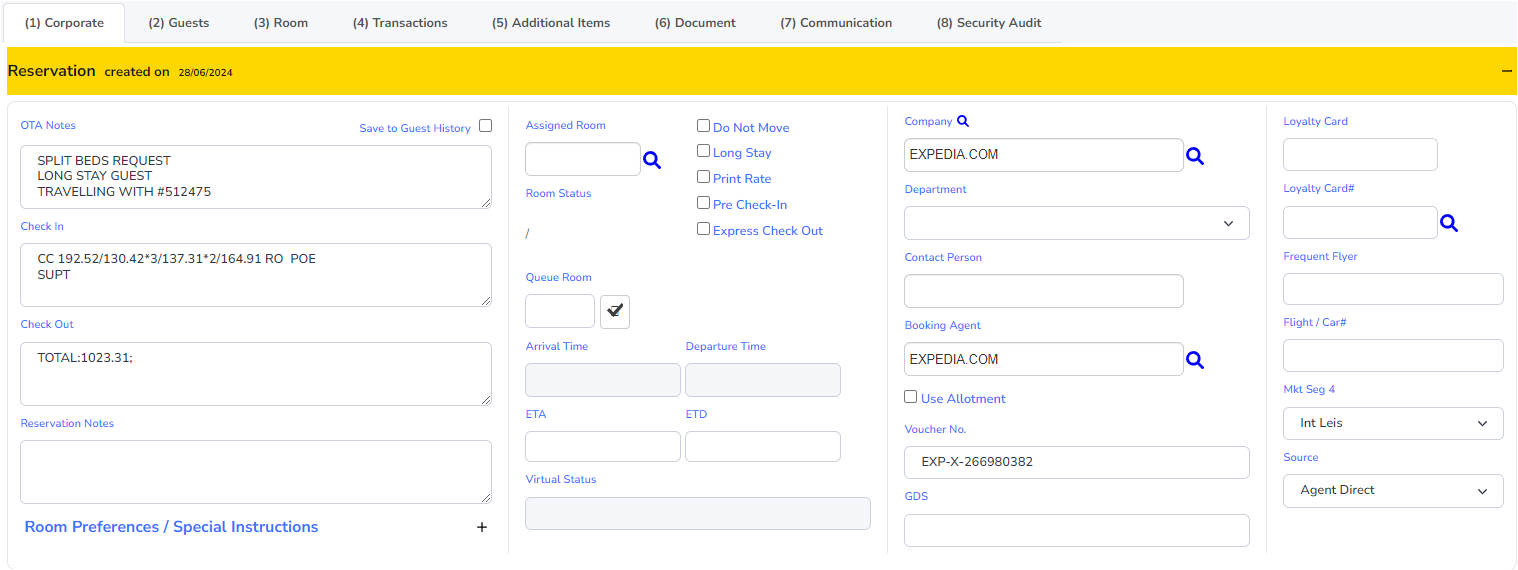 (1) Corporate
(2) Guests
(3) Room
(4) Transactions
(5) Additional Items
(6) Document
(7) Communication
(8) Security Audit
Reservation created on 28/06/2024
OTA Notes
Save to Guest History
SPLIT BEDS REQUEST
LONG STAY GUEST
TRAVELLING WITH #512475
Check In
CC 192.52/130.42*3/137.31*2/164.91 RO  POE
SUPT
Check Out
TOTAL:1023.31;
Reservation Notes
Room Preferences / Special Instructions
Assigned Room
Room Status
/
Queue Room
Do Not Move
Long Stay
Print Rate
Pre Check-In
Express Check Out
Arrival Time
Departure Time
ETA
ETD
Virtual Status
Company
EXPEDIA.COM
Department
Contact Person
Booking Agent
EXPEDIA.COM
Use Allotment
Voucher No.
EXP-X-266980382
GDS
Loyalty Card
Loyalty Card#
Frequent Flyer
Flight / Car#
Mkt Seg 4
Int Leis
Source
Agent Direct